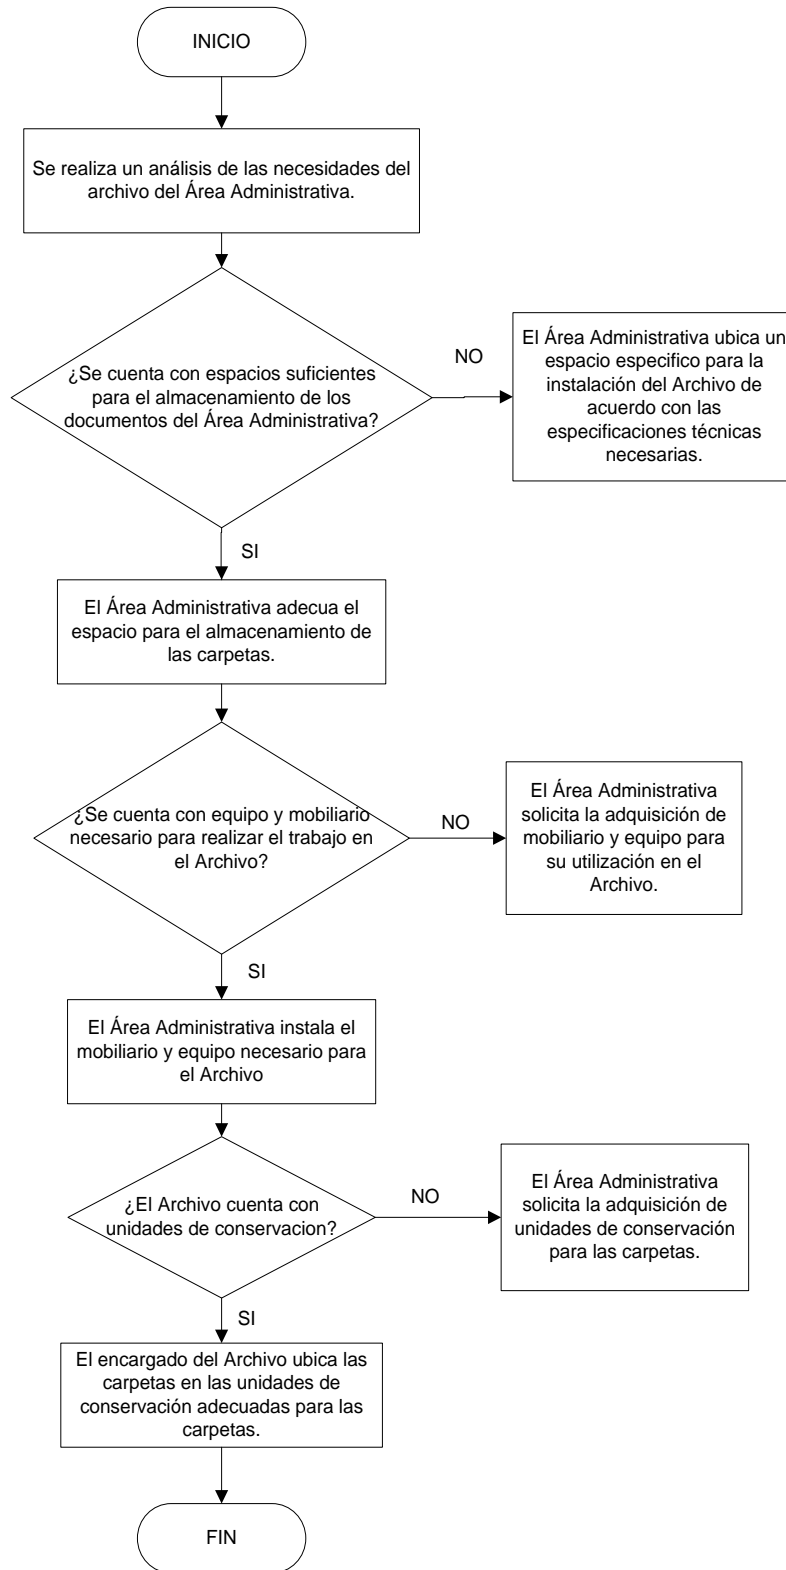 INICIO
Se realiza un análisis de las necesidades del
archivo del Área Administrativa.
¿Se cuenta con espacios suficientes
para el almacenamiento de los
documentos del Área Administrativa?
NO
El Área Administrativa ubica un
espacio especifico para la
instalación del Archivo de
acuerdo con las
especificaciones técnicas
necesarias.
SI
El Área Administrativa adecua el
espacio para el almacenamiento de
las carpetas.
¿Se cuenta con equipo y mobiliario
necesario para realizar el trabajo en
el Archivo?
NO
El Área Administrativa
solicita la adquisición de
mobiliario y equipo para
su utilización en el
Archivo.
SI
El Área Administrativa instala el
mobiliario y equipo necesario para
el Archivo
¿El Archivo cuenta con
unidades de conservacion?
NO
El Área Administrativa
solicita la adquisición de
unidades de conservación
para las carpetas.
SI
El encargado del Archivo ubica las
carpetas en las unidades de
conservación adecuadas para las
carpetas.
FIN